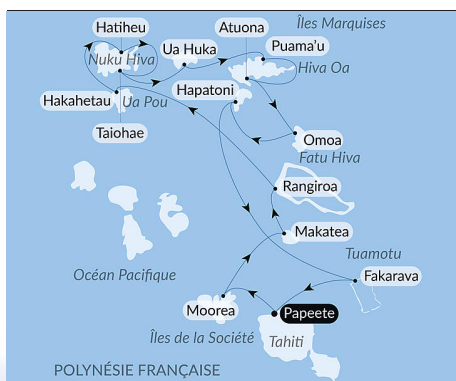 Hatiheu
Atuona
Îles Marquises
Ua Huka
Puama'u
Nuku Hiva
Hiva Oa
Hapatoni
Hakahetau
Ua Pou
Taiohae
Omoa
Fatu Hiva
Rangiroa
Makatea
Tuamotu
Océan Pacifique
Fakarava
Moorea
Papeete
Îles de la Société
Tahiti
POLYNÉSIE FRANÇAISE